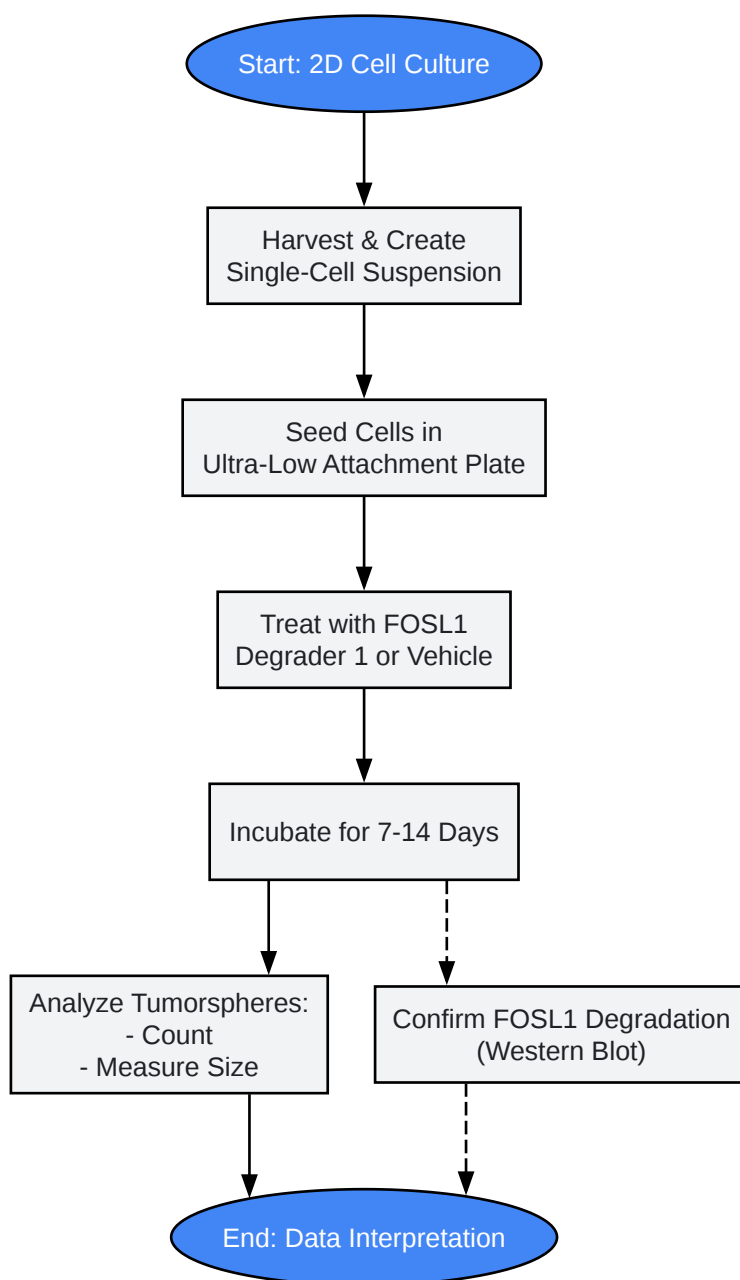 Start: 2D Cell Culture
Harvest & Create
Single-Cell Suspension
Seed Cells in
Ultra-Low Attachment Plate
Treat with FOSL1
Degrader 1 or Vehicle
Incubate for 7-14 Days
Analyze Tumorspheres:
- Count
- Measure Size
Confirm FOSL1 Degradation
(Western Blot)
End: Data Interpretation